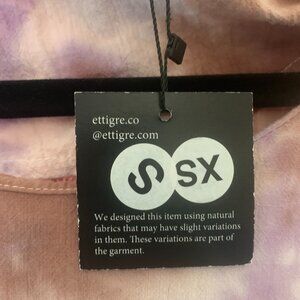 ettigre.co
@ettigre.com
S SX
We designed this item using natural
fabrics that may have slight variations
in them. These variations are part of
the garment.